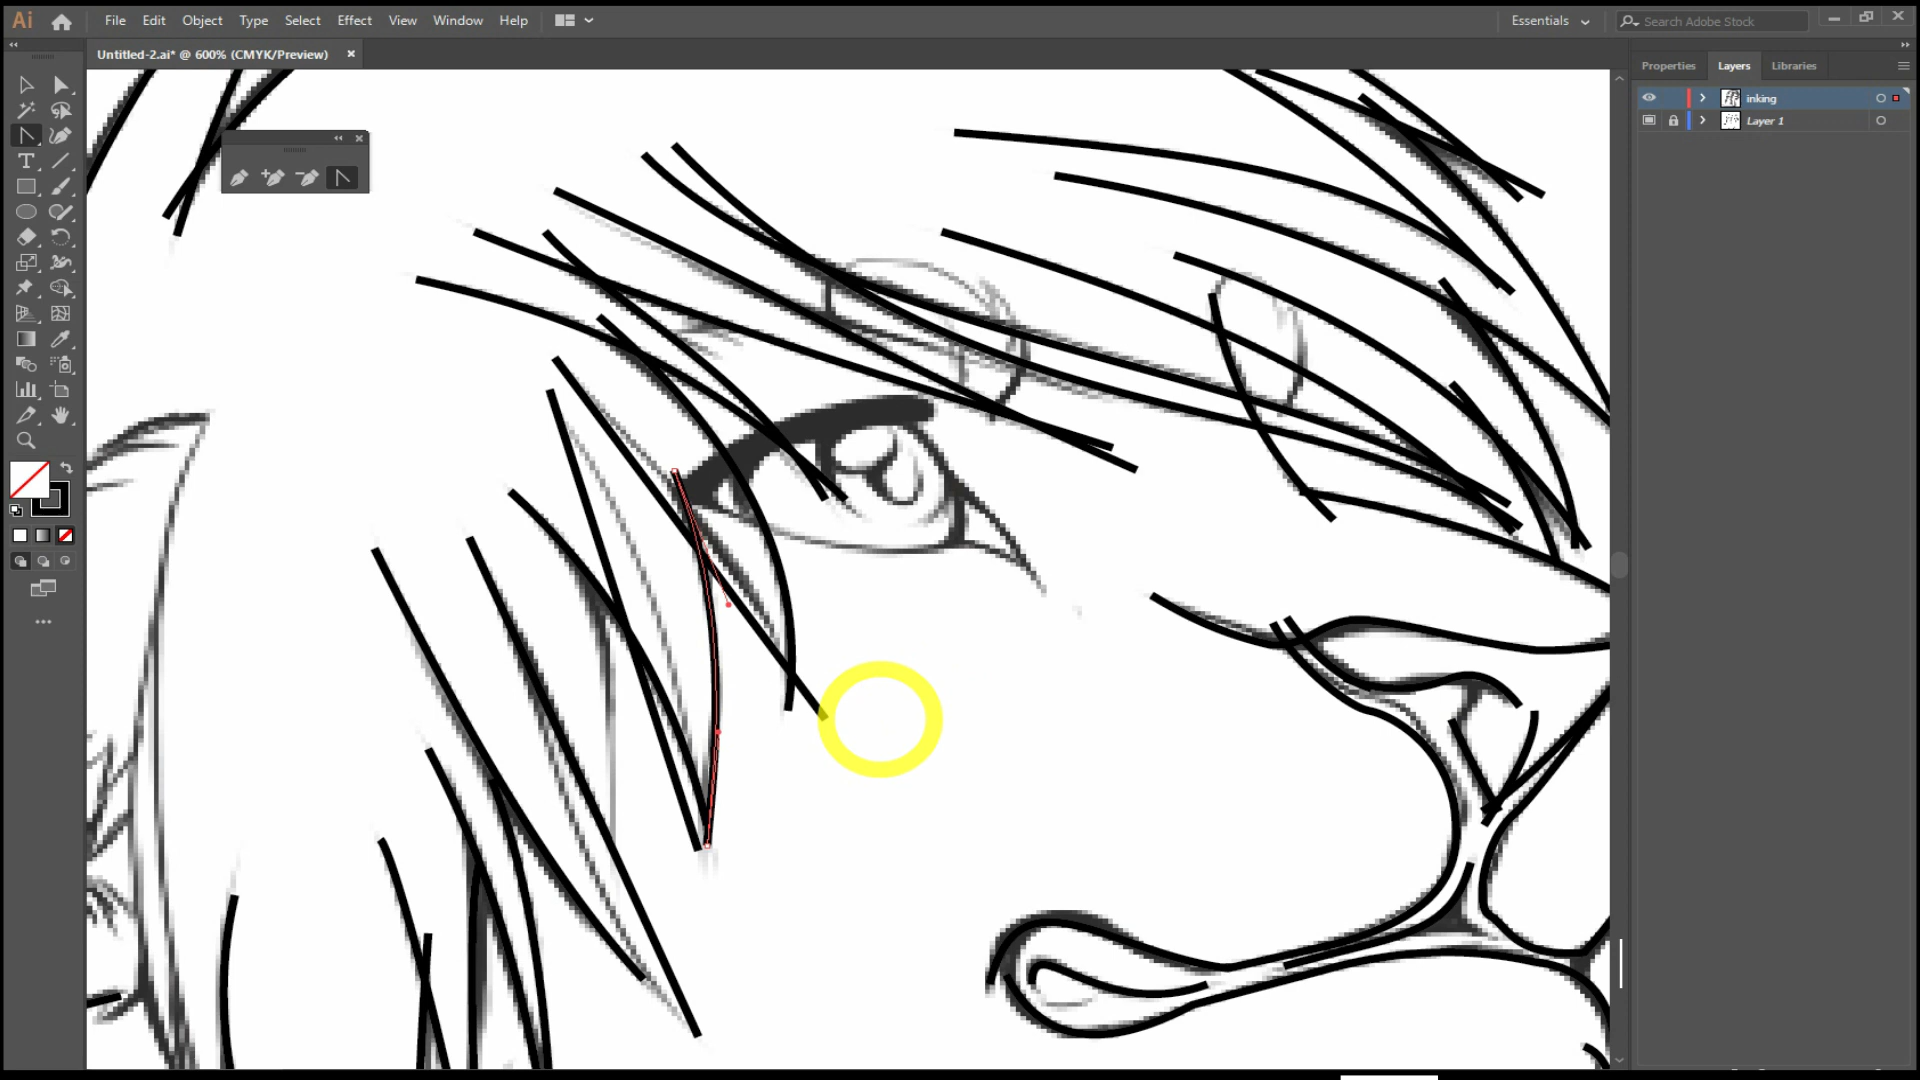 Ai File Edit Object Type Select Effect View Window Help Essentials Search Adobe Stock
Untitled-2.ai* @ 600% (CMYK/Preview)
Properties Layers Libraries
inking
Layer 1